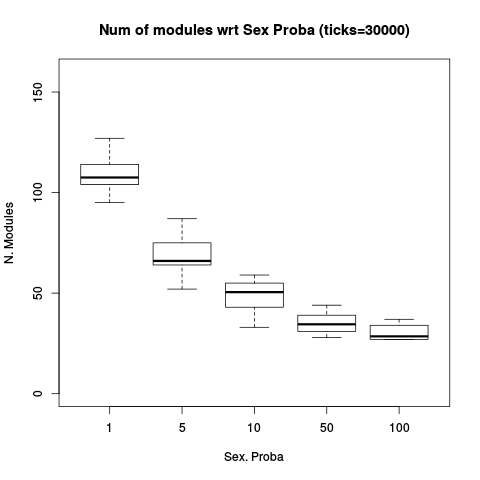 Num of modules wrt Sex Proba (ticks=30000)
150
100
50
0
N. Modules
1 5 10 50 100
Sex. Proba